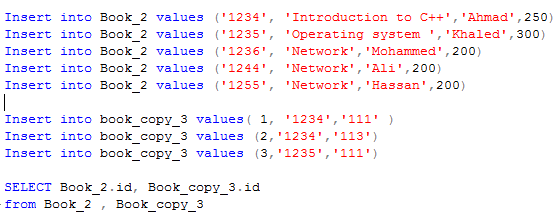 Insert into Book_2 values ('1234', 'Introduction to C++','Ahmad',250)
Insert into Book_2 values ('1235', 'Operating system ','Khaled',300)
Insert into Book_2 values ('1236', 'Network','Mohammed',200)
Insert into Book_2 values ('1244', 'Network','Ali',200)
Insert into Book_2 values ('1255', 'Network','Hassan',200)
Insert into book_copy_3 values( 1, '1234','111' )
Insert into book_copy_3 values (2,'1234','113')
Insert into book_copy_3 values (3,'1235','111')
SELECT Book_2.id, Book_copy_3.id
from Book_2 , Book_copy_3